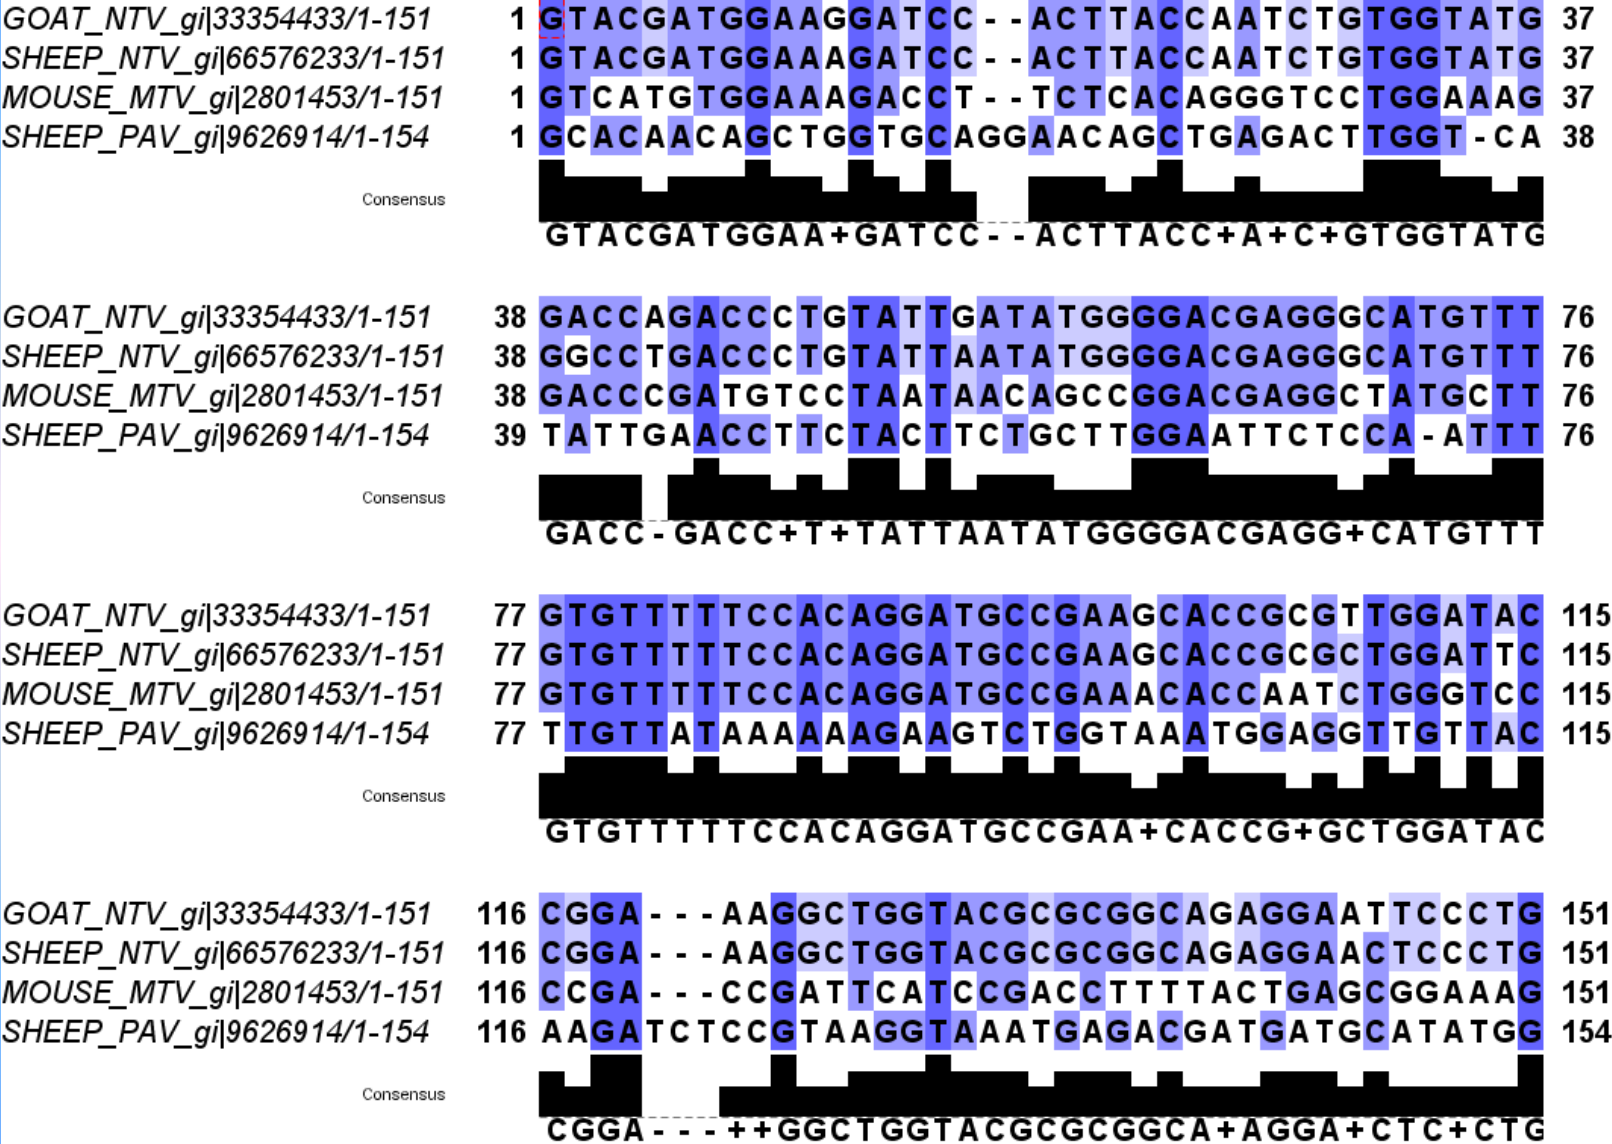 GOAT_NTV_gi|33354433/1-151 1 GTACGATGGAAGGATCC--ACTTACCAATCTGTGGTATG 37
SHEEP_NTV_gi|66576233/1-151 1 GTACGATGGAAAGATCC--ACTTACCAATCTGTGGTATG 37
MOUSE_MTV_gi|2801453/1-151 1 GTCATGTGGAAAGACCT--TCTCACAGGGTCCTGGAAAG 37
SHEEP_PAV_gi|9626914/1-154 1 GCACAACAGCTGGTGCAGGAACAGCTGAGACTTGGT-CA 38
Consensus
GTACGATGGAA+GATCC--ACTTACC+A+C+GTGGTATG
GOAT_NTV_gi|33354433/1-151 38 GACCAGACCCTGTATTGATATGGGGGACGAGGGCATGTTT 76
SHEEP_NTV_gi|66576233/1-151 38 GGCCTGACCCTGTATTAATATGGGGGACGAGGGCATGTTT 76
MOUSE_MTV_gi|2801453/1-151 38 GACCCGATGTCCTAATAACAGCCGGACGAGGCTATGCTT 76
SHEEP_PAV_gi|9626914/1-154 39 TATTGAACCTTCTACTTCTGCTTGGAATTCTCCA-ATTT 76
Consensus
GACC-GACC+T+TATTAATATGGGGACGAGG+CATGTTT
GOAT_NTV_gi|33354433/1-151 77 GTGTTTTTCCACAGGATGCCGAAGCACCGCGTTGGATAC 115
SHEEP_NTV_gi|66576233/1-151 77 GTGTTTTTCCACAGGATGCCGAAGCACCGCGCTGGATTC 115
MOUSE_MTV_gi|2801453/1-151 77 GTGTTTTTCCACAGGATGCCGAAACACCAATCTGGGTCC 115
SHEEP_PAV_gi|9626914/1-154 77 TTGTTATAAAAAAGAAGTCTGGTAAATGGAGGTTGTTAC 115
Consensus
GTGTTTTTCCACAGGATGCCGAA+CACCG+GCTGGATAC
GOAT_NTV_gi|33354433/1-151 116 CGGA---AAGGCTGGTACGCGCGGCAGAGGAATTCCCTG 151
SHEEP_NTV_gi|66576233/1-151 116 CGGA---AAGGCTGGTACGCGCGGCAGAGGAACTCCCTG 151
MOUSE_MTV_gi|2801453/1-151 116 CCGA---CCGATTCATCCGACCTTTTACTGAGCGGAAAG 151
SHEEP_PAV_gi|9626914/1-154 116 AAGATCTCCGTAAGGTAAATGAGACGATGATGCATATGG 154
Consensus
CGGA---++GGCTGGTACGCGCGGCA+AGGA+CTC+CTG